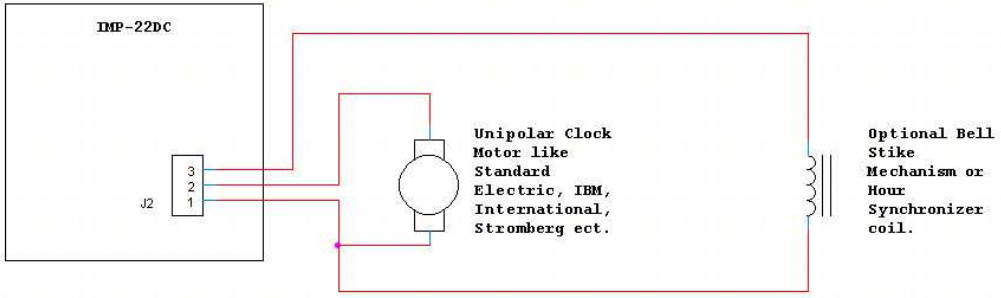 IMP-22DC
3
2
1
J2
Unipolar Clock
Motor like
Standard
Electric, IBM,
International,
Stromberg ect.
Optional Bell
Stike
Mechanism or
Hour
Synchronizer
coil.